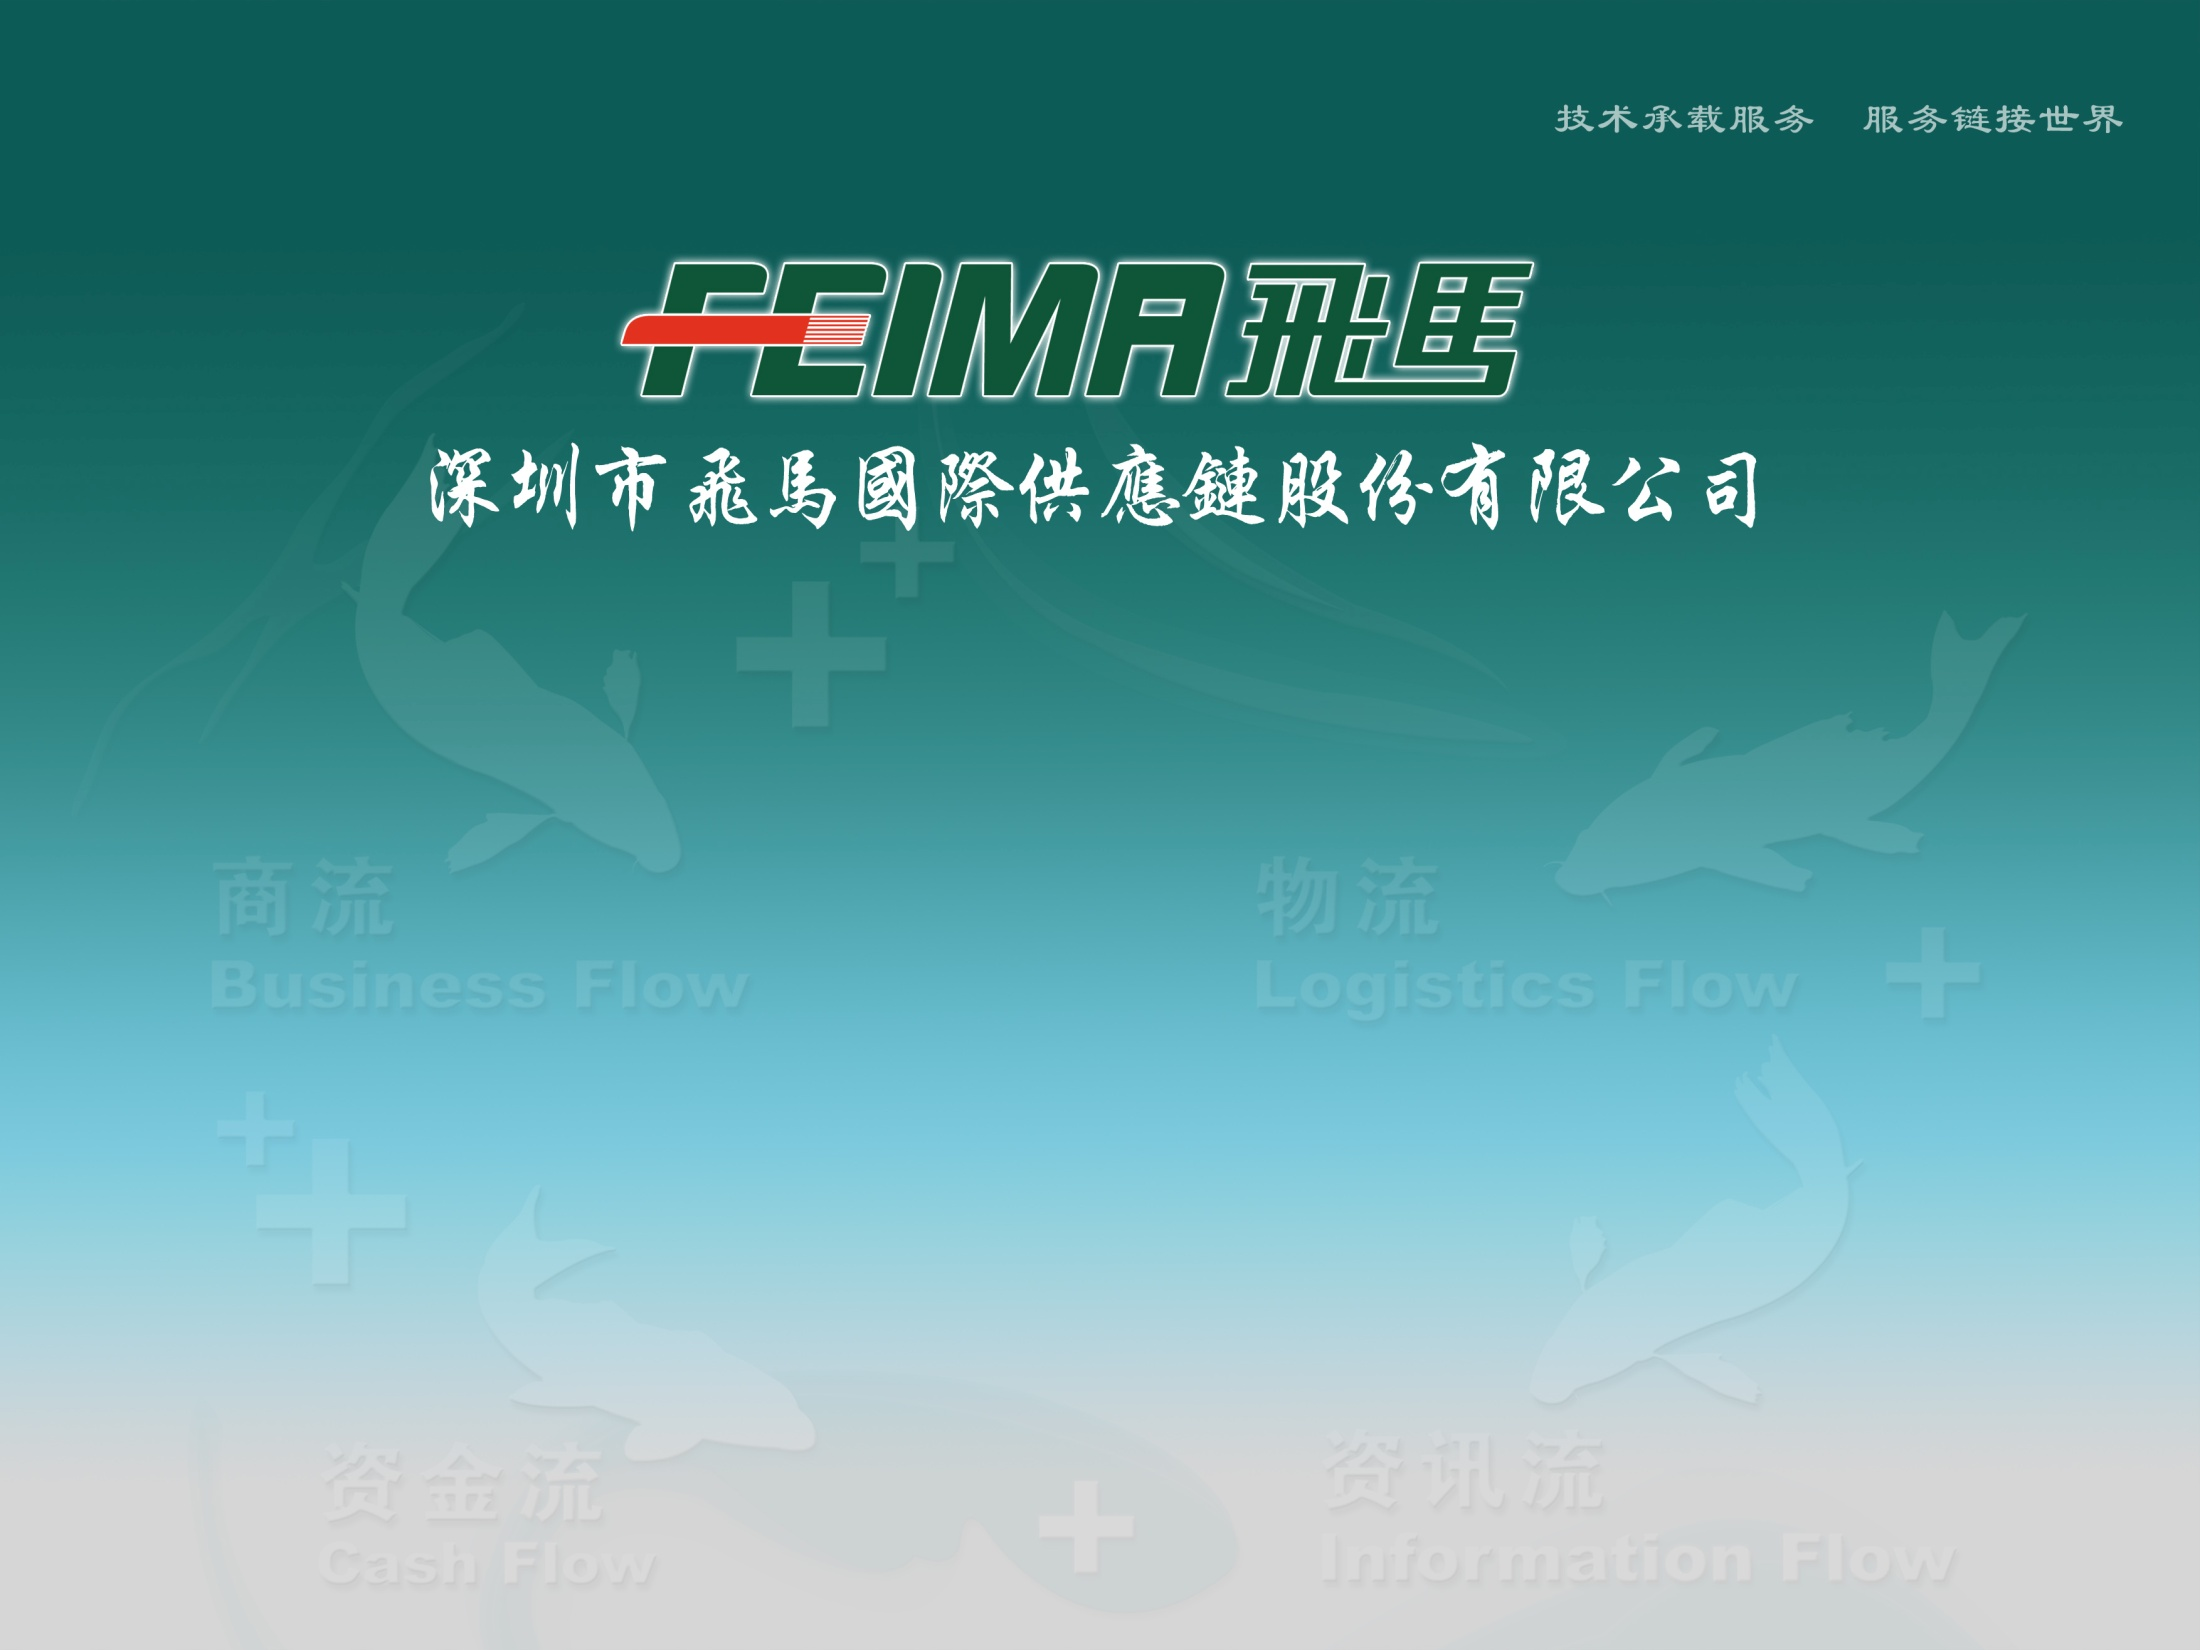 技术承载服务 服务链接世界
FEIMA飛馬
深圳市飛馬國際供應鏈股份有限公司
商流
Business Flow
物流
Logistics Flow
资金流
Cash Flow
资讯流
Information Flow